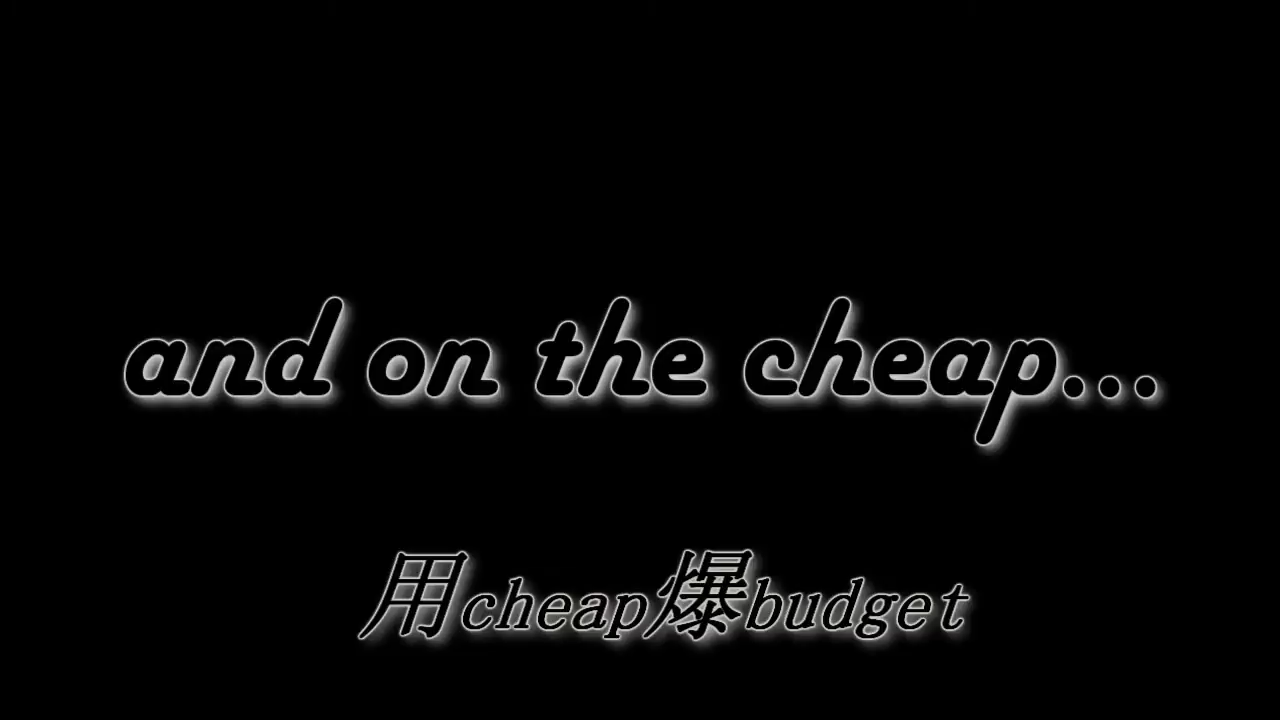 and on the cheap...
用cheap爆budget